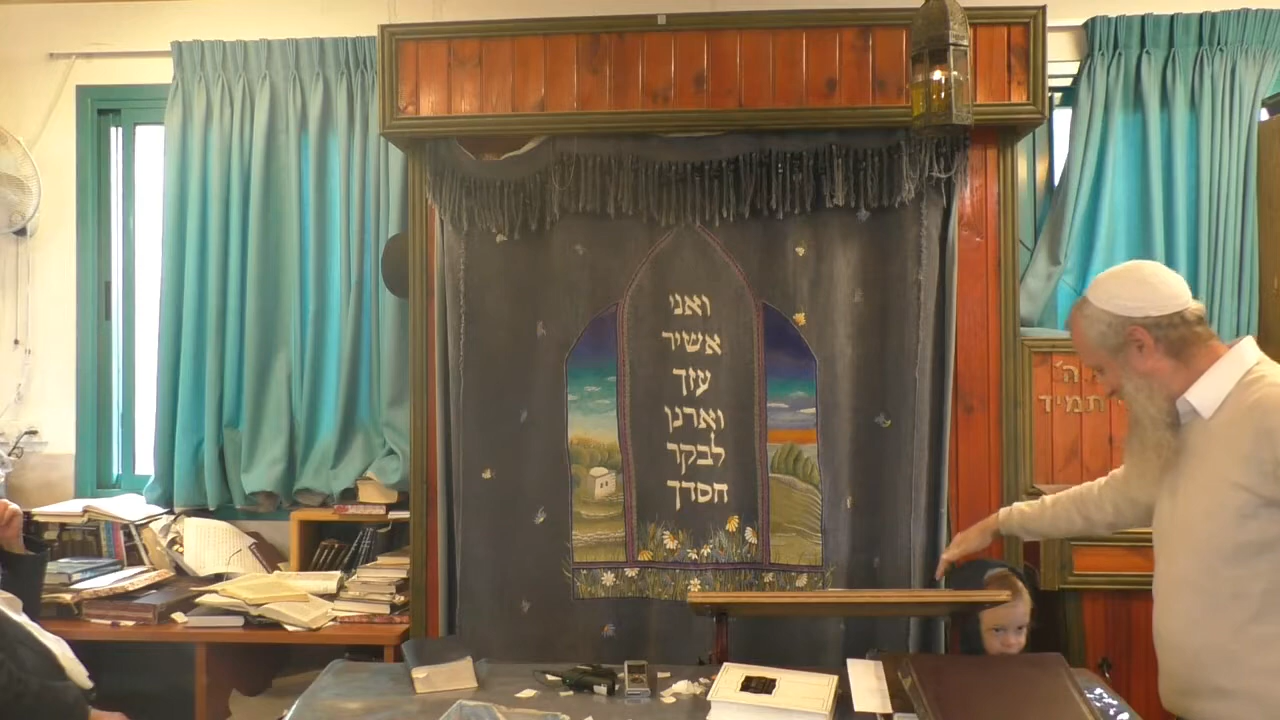 ואני
אשיר
עזך
וארנן
לבקר
חסדך
ה'
תמיד